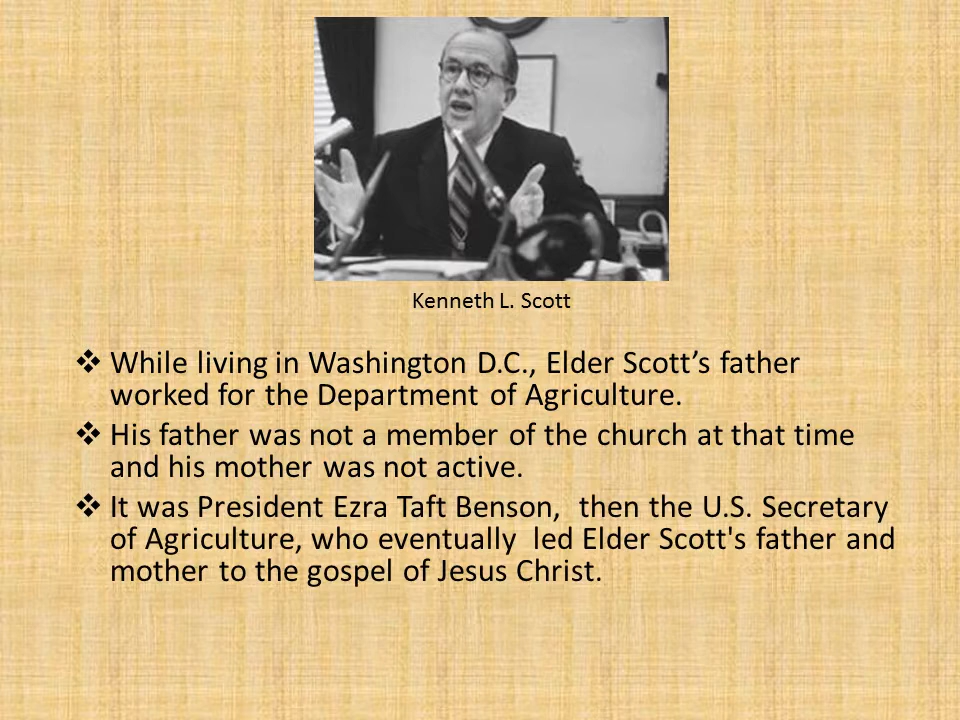 Kenneth L. Scott
❖ While living in Washington D.C., Elder Scott’s father
worked for the Department of Agriculture.
❖ His father was not a member of the church at that time
and his mother was not active.
❖ It was President Ezra Taft Benson,  then the U.S. Secretary
of Agriculture, who eventually  led Elder Scott's father and
mother to the gospel of Jesus Christ.